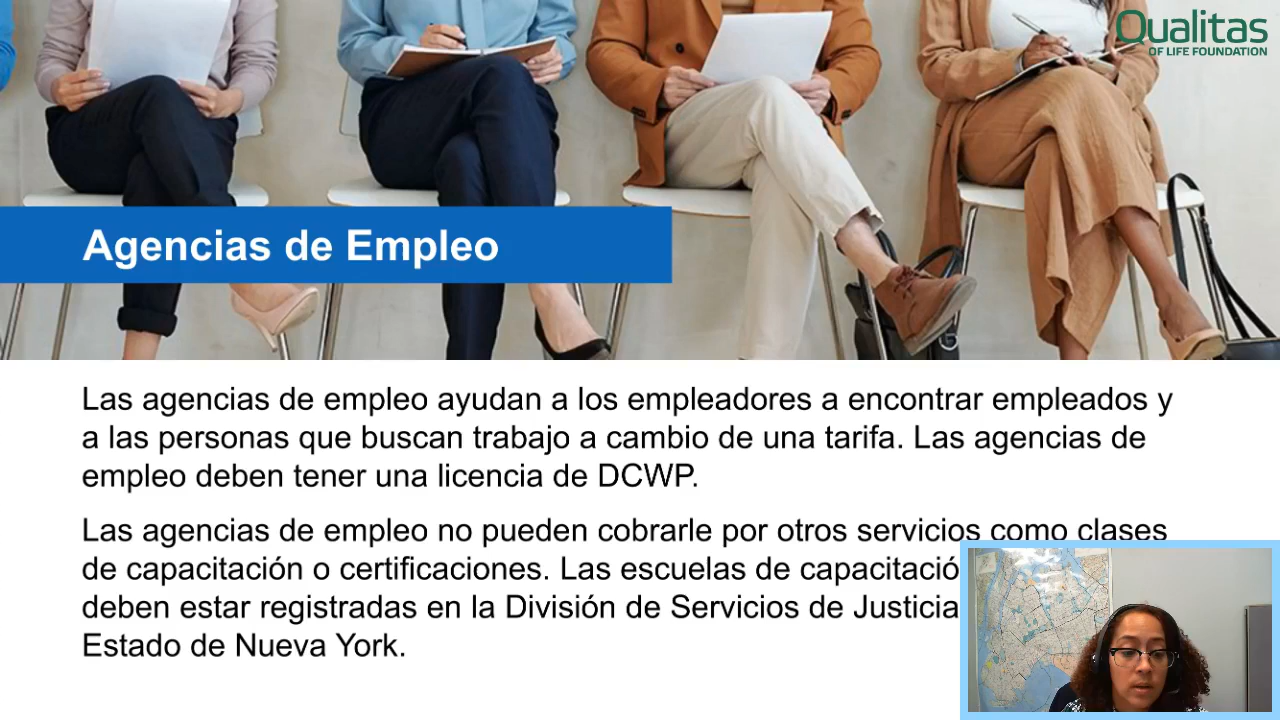 Qualitas
OF LIFE FOUNDATION
Agencias de Empleo
Las agencias de empleo ayudan a los empleadores a encontrar empleados y
a las personas que buscan trabajo a cambio de una tarifa. Las agencias de
empleo deben tener una licencia de DCWP.
Las agencias de empleo no pueden cobrarle por otros servicios como clases
de capacitación o certificaciones. Las escuelas de capacitació
deben estar registradas en la División de Servicios de Justicia
Estado de Nueva York.